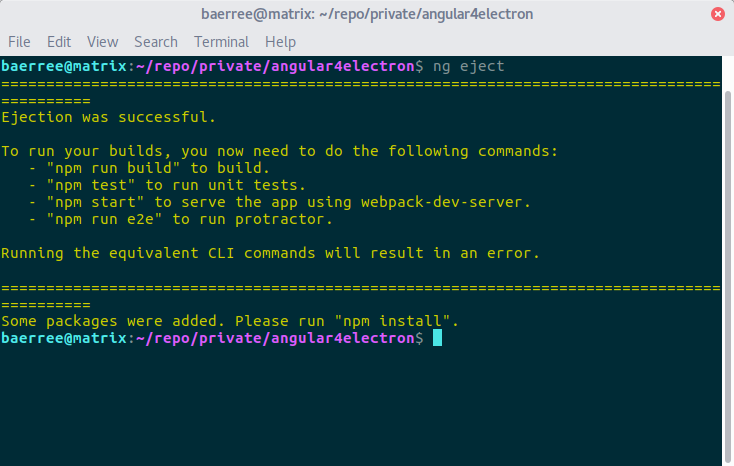 baerree@matrix: ~/repo/private/angular4electron
File Edit View Search Terminal Help
baerree@matrix:~/repo/private/angular4electron$ ng eject
================================================================================
==========
Ejection was successful.
To run your builds, you now need to do the following commands:
- "npm run build" to build.
- "npm test" to run unit tests.
- "npm start" to serve the app using webpack-dev-server.
- "npm run e2e" to run protractor.
Running the equivalent CLI commands will result in an error.
================================================================================
==========
Some packages were added. Please run "npm install".
baerree@matrix:~/repo/private/angular4electron$